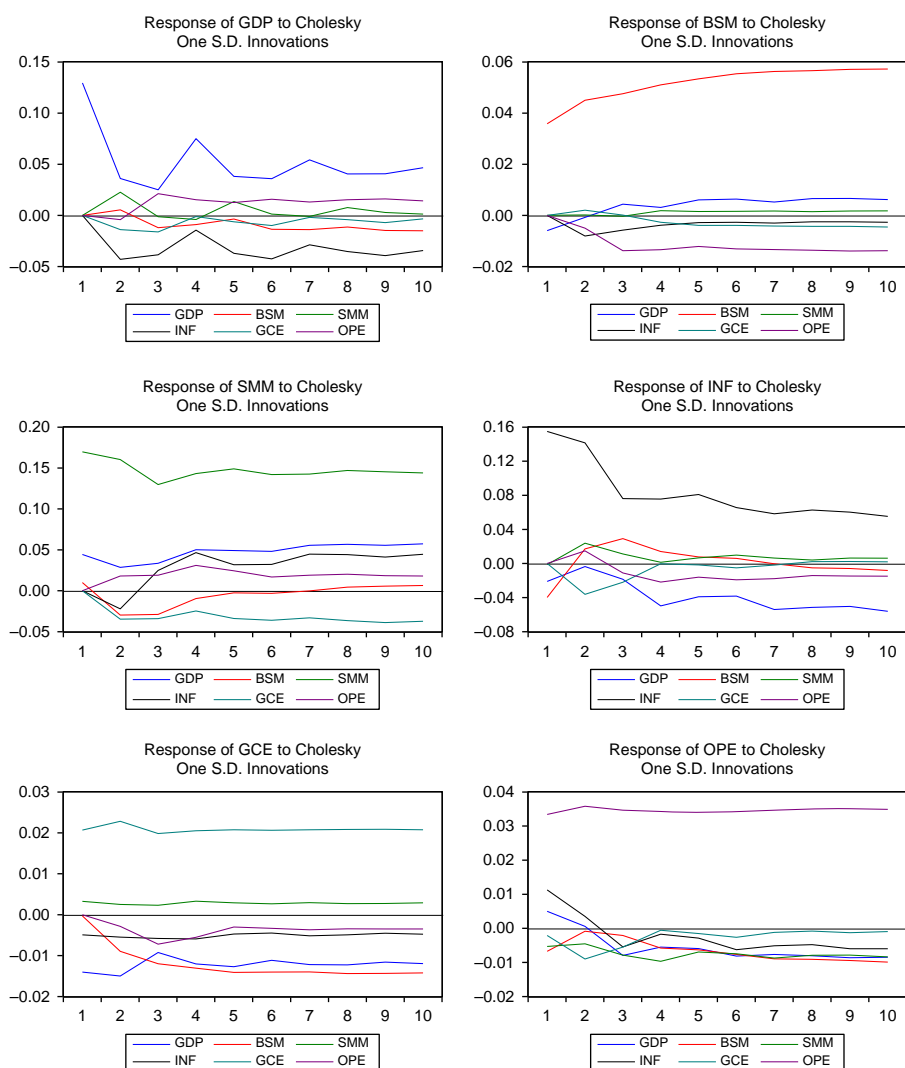 Response of GDP to Cholesky
One S.D. Innovations
0.15
0.10
0.05
0.00
–0.05
1 2 3 4 5 6 7 8 9 10
GDP BSM SMM
INF GCE OPE
Response of BSM to Cholesky
One S.D. Innovations
0.06
0.04
0.02
0.00
–0.02
1 2 3 4 5 6 7 8 9 10
GDP BSM SMM
INF GCE OPE
Response of SMM to Cholesky
One S.D. Innovations
0.20
0.15
0.10
0.05
0.00
–0.05
1 2 3 4 5 6 7 8 9 10
GDP BSM SMM
INF GCE OPE
Response of INF to Cholesky
One S.D. Innovations
0.16
0.12
0.08
0.04
0.00
–0.04
–0.08
1 2 3 4 5 6 7 8 9 10
GDP BSM SMM
INF GCE OPE
Response of GCE to Cholesky
One S.D. Innovations
0.03
0.02
0.01
0.00
–0.01
–0.02
1 2 3 4 5 6 7 8 9 10
GDP BSM SMM
INF GCE OPE
Response of OPE to Cholesky
One S.D. Innovations
0.04
0.03
0.02
0.01
0.00
–0.01
–0.02
1 2 3 4 5 6 7 8 9 10
GDP BSM SMM
INF GCE OPE